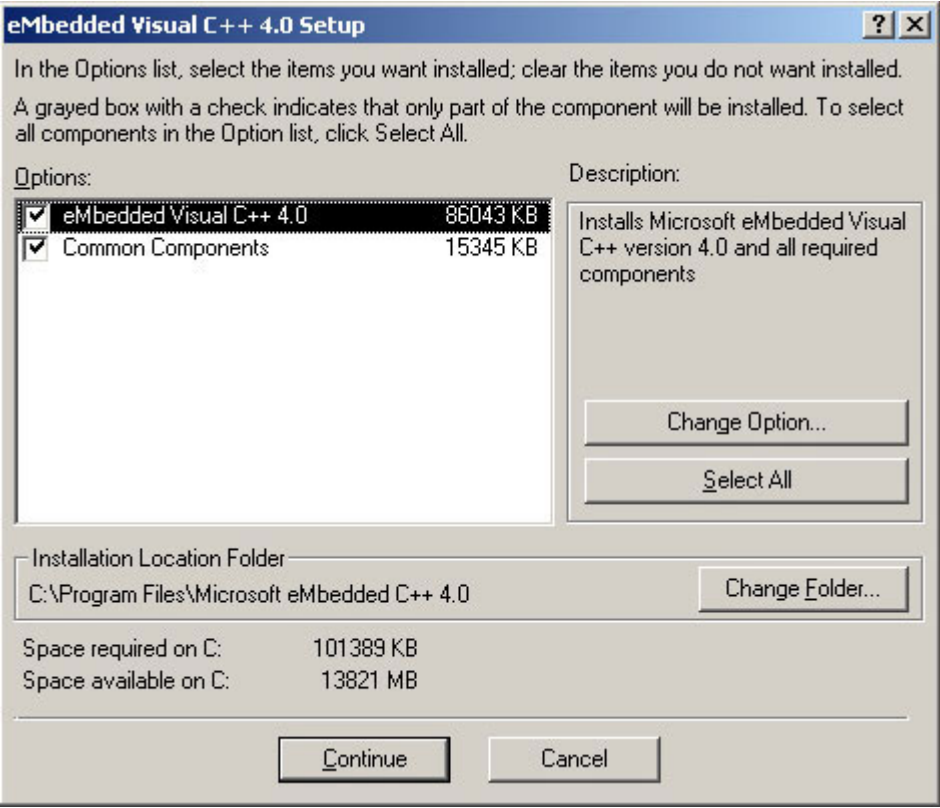 eMbedded Visual C++ 4.0 Setup
In the Options list, select the items you want installed; clear the items you do not want installed.
A grayed box with a check indicates that only part of the component will be installed. To select
all components in the Option list, click Select All.
Options:
eMbedded Visual C++ 4.0 86043 KB
Common Components 15345 KB
Description:
Installs Microsoft eMbedded Visual
C++ version 4.0 and all required
components
Change Option...
Select All
Installation Location Folder
C:\Program Files\Microsoft eMbedded C++ 4.0
Change Folder...
Space required on C: 101389 KB
Space available on C: 13821 MB
Continue
Cancel